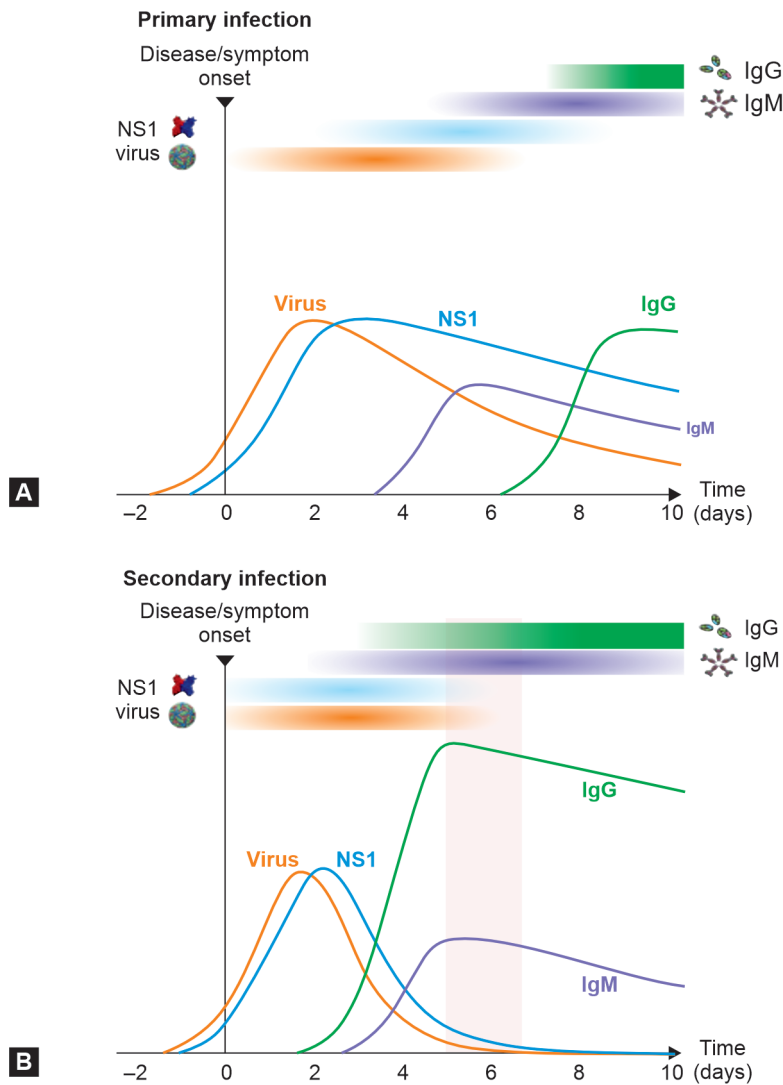 Primary infection
Disease/symptom
onset
IgG
IgM
NS1
virus
Virus
NS1
IgG
IgM
A
–2
0
2
4
6
8
10
Time
(days)
Secondary infection
Disease/symptom
onset
IgG
IgM
NS1
virus
IgG
Virus
NS1
IgM
B
–2
0
2
4
6
8
10
Time
(days)